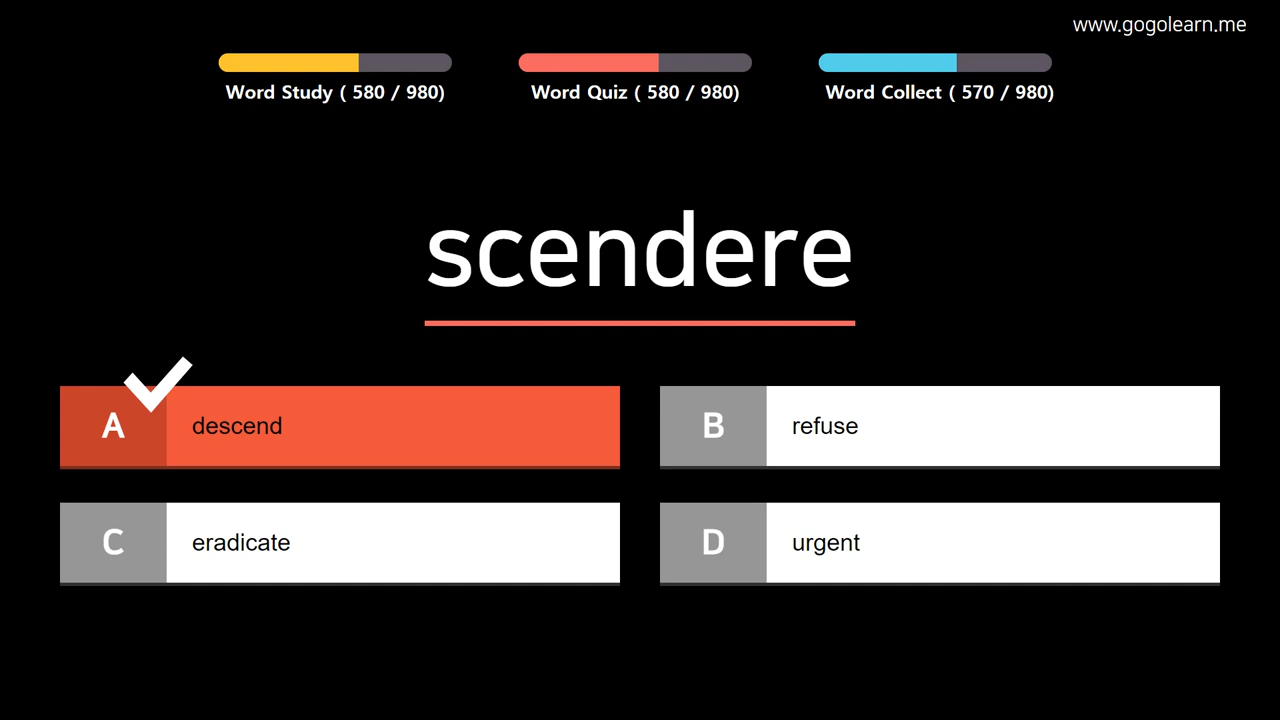 www.gogolearn.me
Word Study ( 580 / 980)
Word Quiz ( 580 / 980)
Word Collect ( 570 / 980)
scendere
A
descend
B
refuse
C
eradicate
D
urgent